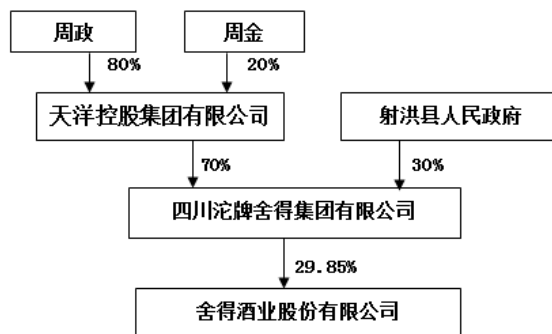 周政
周金
80%
20%
天洋控股集团有限公司
射洪县人民政府
70%
30%
四川沱牌舍得集团有限公司
29.85%
舍得酒业股份有限公司